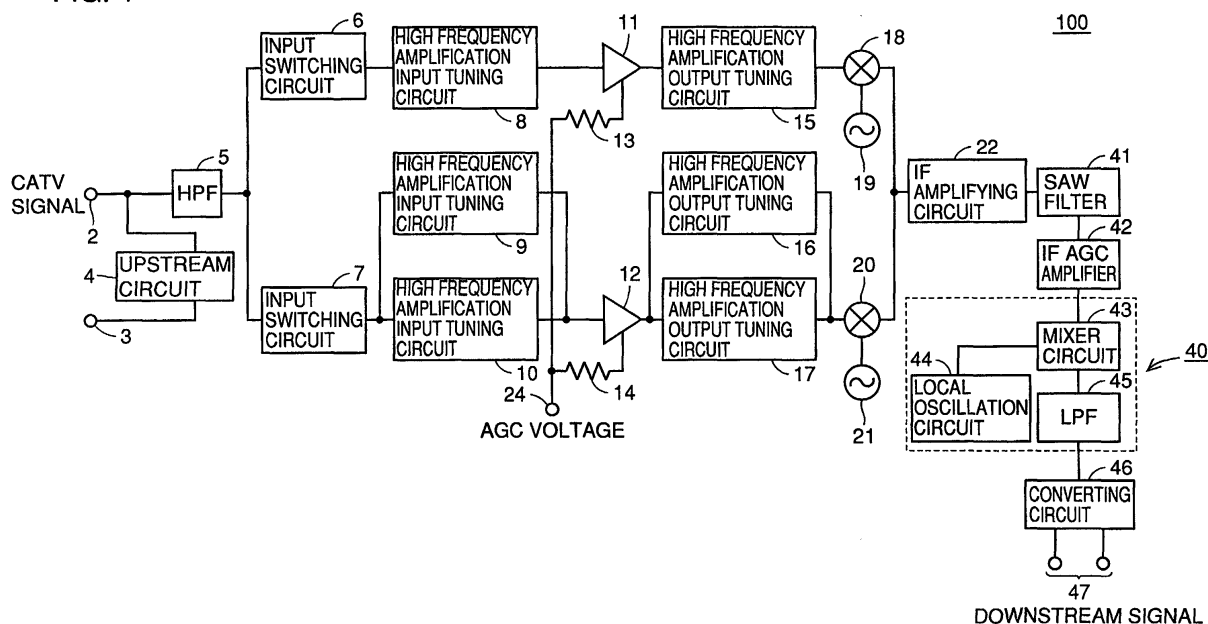 100
6
INPUT
SWITCHING
CIRCUIT
HIGH FREQUENCY
AMPLIFICATION
INPUT TUNING
CIRCUIT
8
11
13
HIGH FREQUENCY
AMPLIFICATION
OUTPUT TUNING
CIRCUIT
15
18
19
CATV
SIGNAL
2
5
HPF
4
UPSTREAM
CIRCUIT
3
HIGH FREQUENCY
AMPLIFICATION
INPUT TUNING
CIRCUIT
9
HIGH FREQUENCY
AMPLIFICATION
OUTPUT TUNING
CIRCUIT
16
7
INPUT
SWITCHING
CIRCUIT
HIGH FREQUENCY
AMPLIFICATION
INPUT TUNING
CIRCUIT
10
12
14
24
AGC VOLTAGE
HIGH FREQUENCY
AMPLIFICATION
OUTPUT TUNING
CIRCUIT
17
20
21
22
IF
AMPLIFYING
CIRCUIT
41
SAW
FILTER
42
IF AGC
AMPLIFIER
43
MIXER
CIRCUIT
40
44
LOCAL
OSCILLATION
CIRCUIT
45
LPF
46
CONVERTING
CIRCUIT
47
DOWNSTREAM SIGNAL